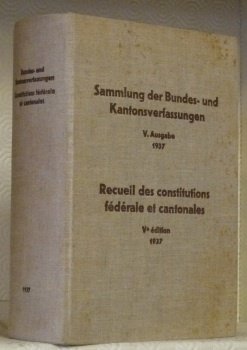 Bundes- und
Kantonsverfassungen
Constitutions fédérale
et cantonales
1937
Sammlung der Bundes- und
Kantonsverfassungen
V. Ausgabe
1937
Recueil des constitutions
fédérale et cantonales
Ve édition
1937